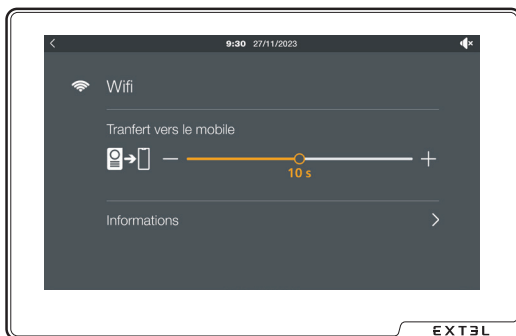 9:30 27/11/2023
Wifi
Tranfert vers le mobile
10 s
Informations
EXTEL